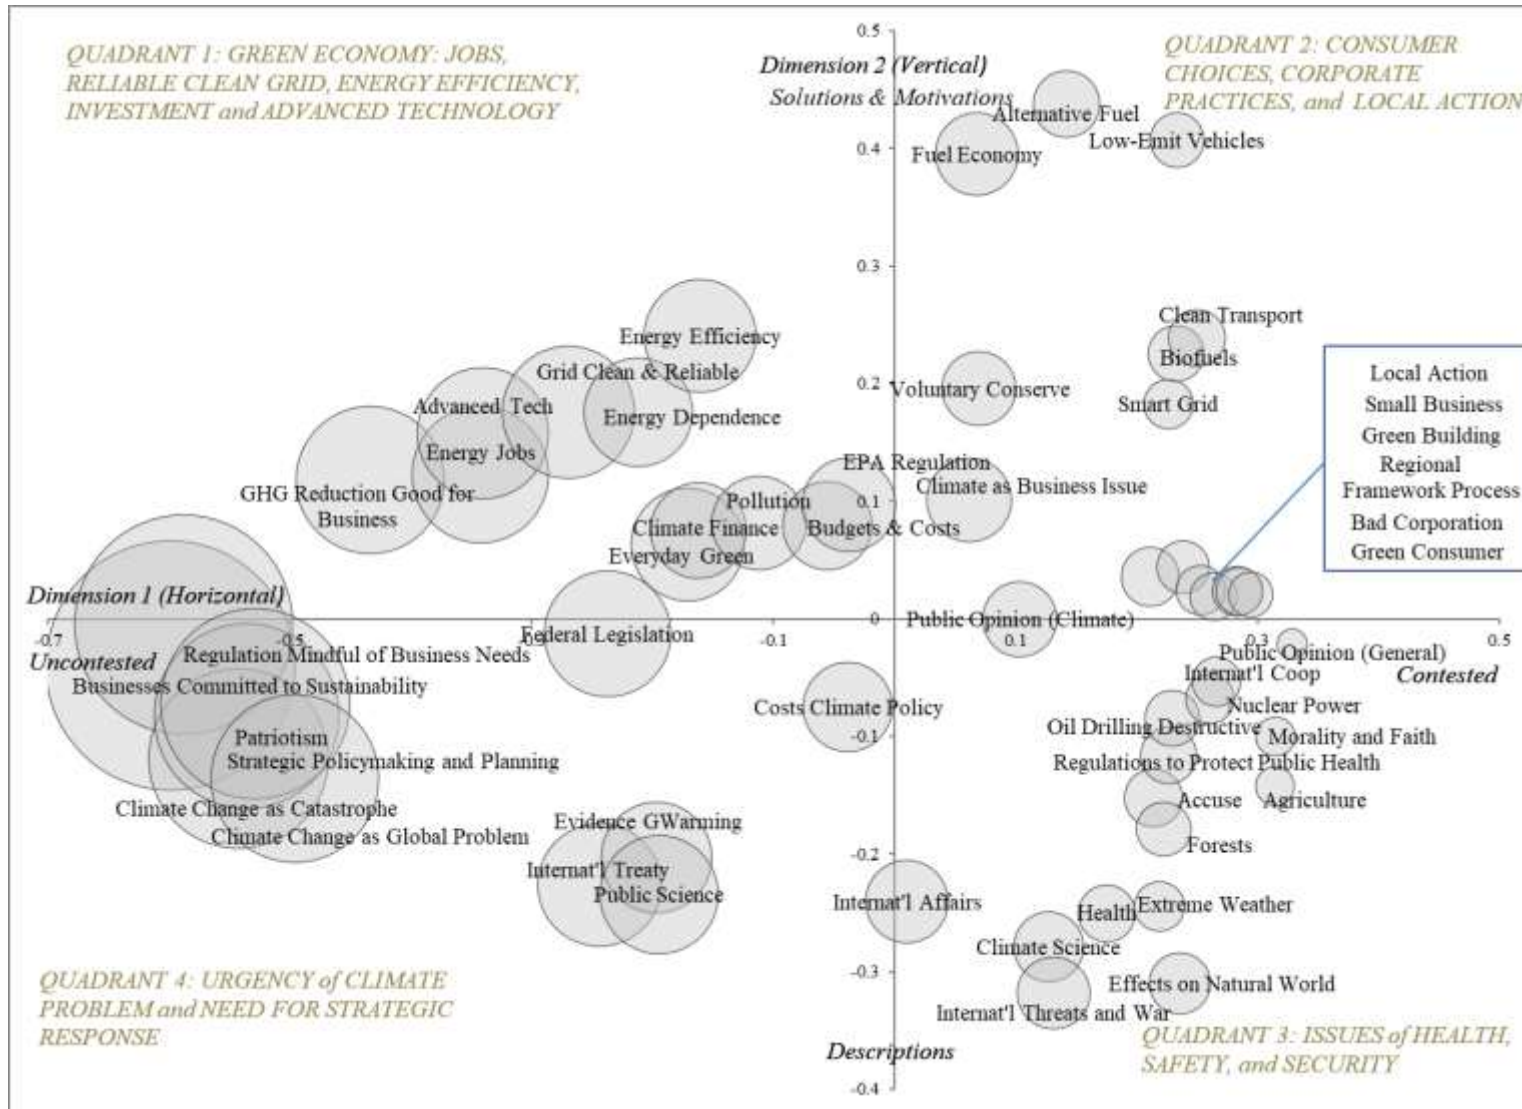 QUADRANT 1: GREEN ECONOMY: JOBS,
RELIABLE CLEAN GRID, ENERGY EFFICIENCY,
INVESTMENT and ADVANCED TECHNOLOGY
QUADRANT 2: CONSUMER
CHOICES, CORPORATE
PRACTICES, and LOCAL ACTION
0.5
Dimension 2 (Vertical)
Solutions & Motivations
Alternative Fuel
Low-Emit Vehicles
0.4
Fuel Economy
0.3
Clean Transport
Energy Efficiency
Biofuels
Grid Clean & Reliable
Local Action
0.2
Voluntary Conserve
Smart Grid
Small Business
Advanced Tech
Energy Dependence
Green Building
Energy Jobs
EPA Regulation
Regional
Framework Process
Climate as Business Issue
GHG Reduction Good for
Business
Pollution
0.1
Climate Finance
Budgets & Costs
Bad Corporation
Everyday Green
Green Consumer
Dimension 1 (Horizontal)
0
Public Opinion (Climate)
-0.7
-0.5
-0.1
0.1
0.3
0.5
Federal Legislation
Uncontested
Regulation Mindful of Business Needs
Public Opinion (General)
Internat'l Coop
Contested
Businesses Committed to Sustainability
Costs Climate Policy
Nuclear Power
Oil Drilling Destructive
-0.1
Patriotism
Morality and Faith
Strategic Policymaking and Planning
Regulations to Protect Public Health
Climate Change as Catastrophe
Accuse
Agriculture
Climate Change as Global Problem
Evidence GWarming
Forests
-0.2
Internat'l Treaty
Public Science
Internat'l Affairs
Health
Extreme Weather
Climate Science
-0.3
Effects on Natural World
Internat'l Threats and War
QUADRANT 4: URGENCY of CLIMATE
PROBLEM and NEED FOR STRATEGIC
RESPONSE
Descriptions
QUADRANT 3: ISSUES of HEALTH,
SAFETY, and SECURITY
-0.4